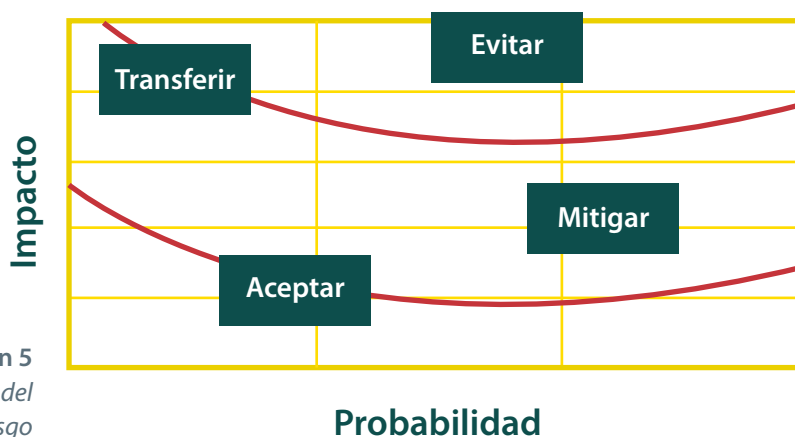 Evitar
Transferir
Impacto
Mitigar
Aceptar
n 5
del
sgo
Probabilidad